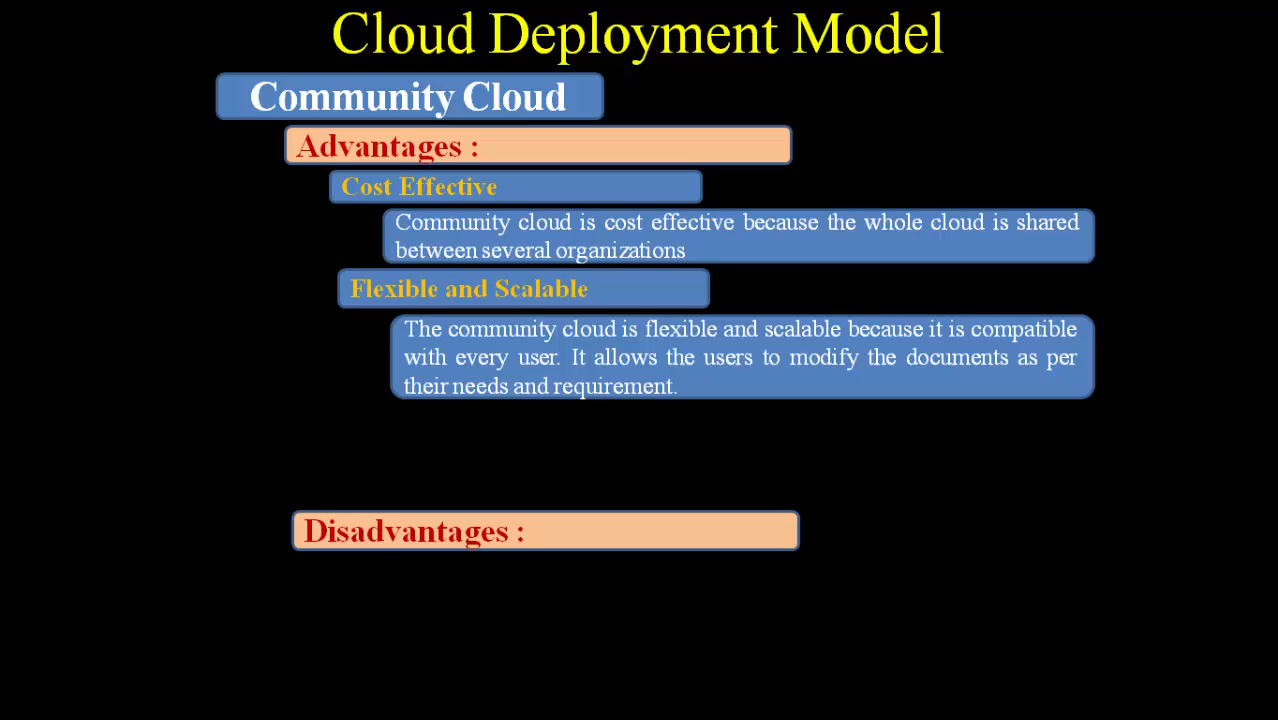 Cloud Deployment Model
Community Cloud
Advantages :
Cost Effective
Community cloud is cost effective because the whole cloud is shared
between several organizations
Flexible and Scalable
The community cloud is flexible and scalable because it is compatible
with every user. It allows the users to modify the documents as per
their needs and requirement.
Disadvantages :